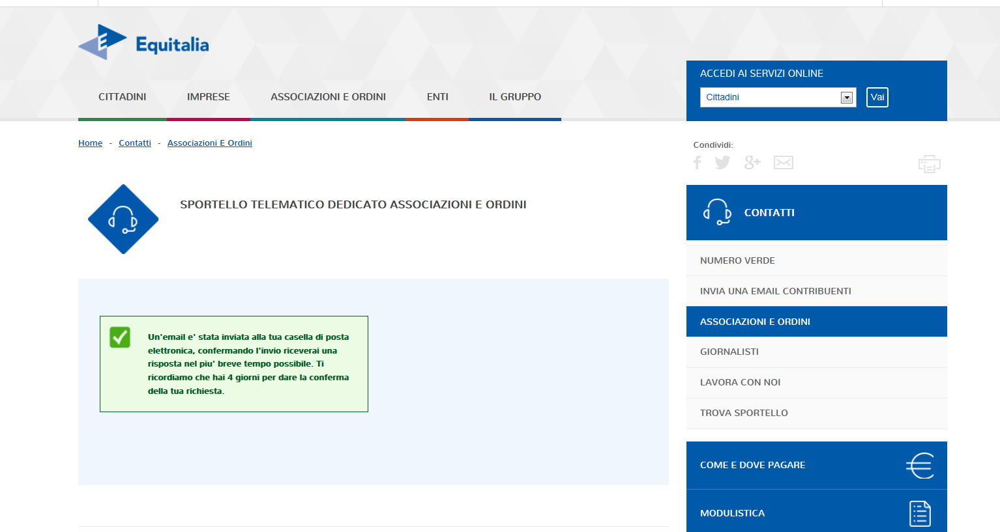 Equitalia
CITTADINI
IMPRESE
ASSOCIAZIONI E ORDINI
ENTI
IL GRUPPO
ACCEDI AI SERVIZI ONLINE
Cittadini
Vai
Home - Contatti - Associazioni E Ordini
Condividi:
SPORTELLO TELEMATICO DEDICATO ASSOCIAZIONI E ORDINI
Un'email e' stata inviata alla tua casella di posta
elettronica, confermando l'invio riceverai una
risposta nel piu' breve tempo possibile. Ti
ricordiamo che hai 4 giorni per dare la conferma
della tua richiesta.
CONTATTI
NUMERO VERDE
INVIA UNA EMAIL CONTRIBUENTI
ASSOCIAZIONI E ORDINI
GIORNALISTI
LAVORA CON NOI
TROVA SPORTELLO
COME E DOVE PAGARE
MODULISTICA